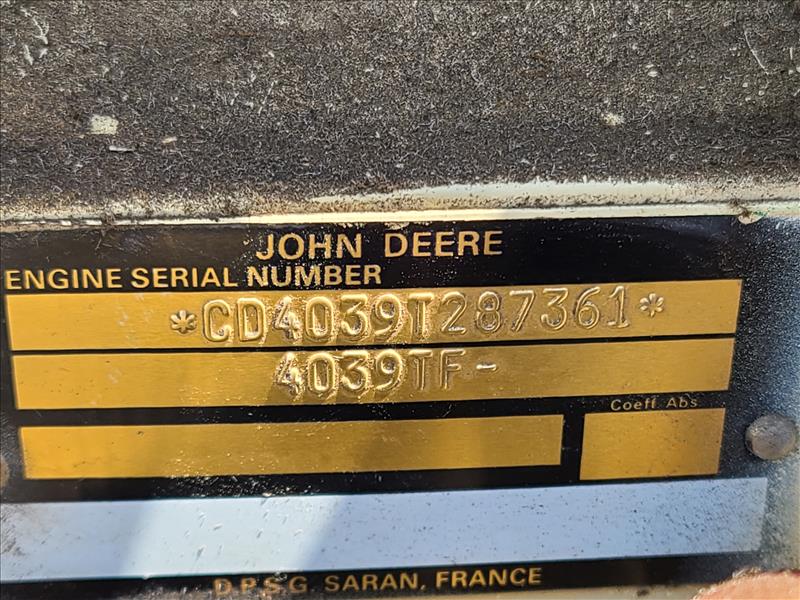 JOHN DEERE
ENGINE SERIAL NUMBER
*CD4039T287361*
4039TF-
Coeff. Abs
D.P.S.G. SARAN, FRANCE